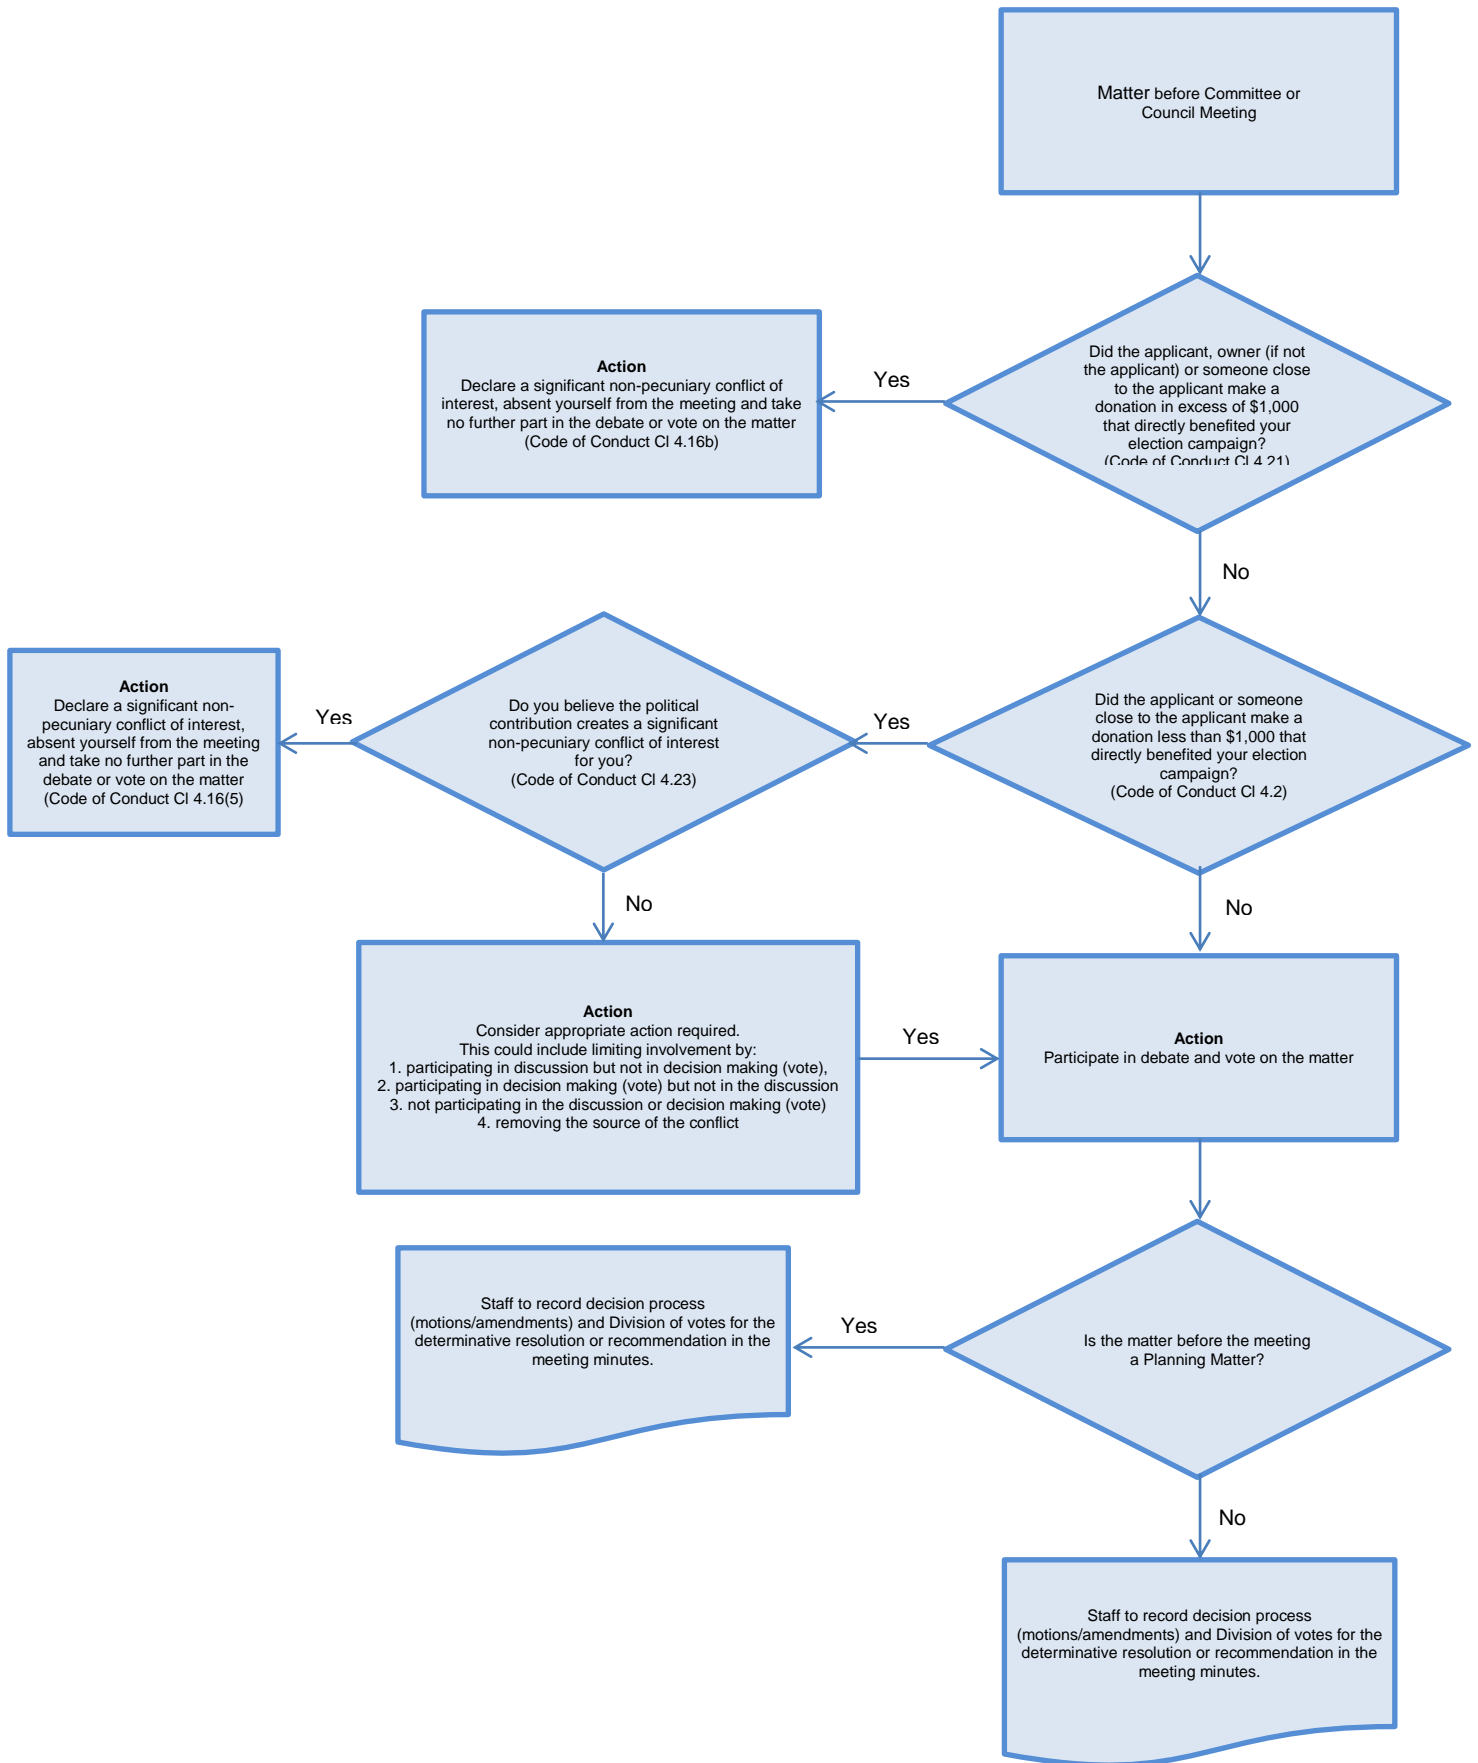 Matter before Committee or
Council Meeting
Did the applicant, owner (if not
the applicant) or someone close
to the applicant make a
donation in excess of $1,000
that directly benefited your
election campaign?
(Code of Conduct Cl 4.21)
Yes
Action
Declare a significant non-pecuniary conflict of
interest, absent yourself from the meeting and take
no further part in the debate or vote on the matter
(Code of Conduct Cl 4.16b)
No
Did the applicant or someone
close to the applicant make a
donation less than $1,000 that
directly benefited your election
campaign?
(Code of Conduct Cl 4.2)
Yes
Do you believe the political
contribution creates a significant
non-pecuniary conflict of interest
for you?
(Code of Conduct Cl 4.23)
Yes
Action
Declare a significant non-
pecuniary conflict of interest,
absent yourself from the meeting
and take no further part in the
debate or vote on the matter
(Code of Conduct Cl 4.16(5)
No
No
Action
Consider appropriate action required.
This could include limiting involvement by:
1. participating in discussion but not in decision making (vote),
2. participating in decision making (vote) but not in the discussion
3. not participating in the discussion or decision making (vote)
4. removing the source of the conflict
Yes
Action
Participate in debate and vote on the matter
Is the matter before the meeting
a Planning Matter?
Yes
Staff to record decision process
(motions/amendments) and Division of votes for the
determinative resolution or recommendation in the
meeting minutes.
No
Staff to record decision process
(motions/amendments) and Division of votes for the
determinative resolution or recommendation in the
meeting minutes.